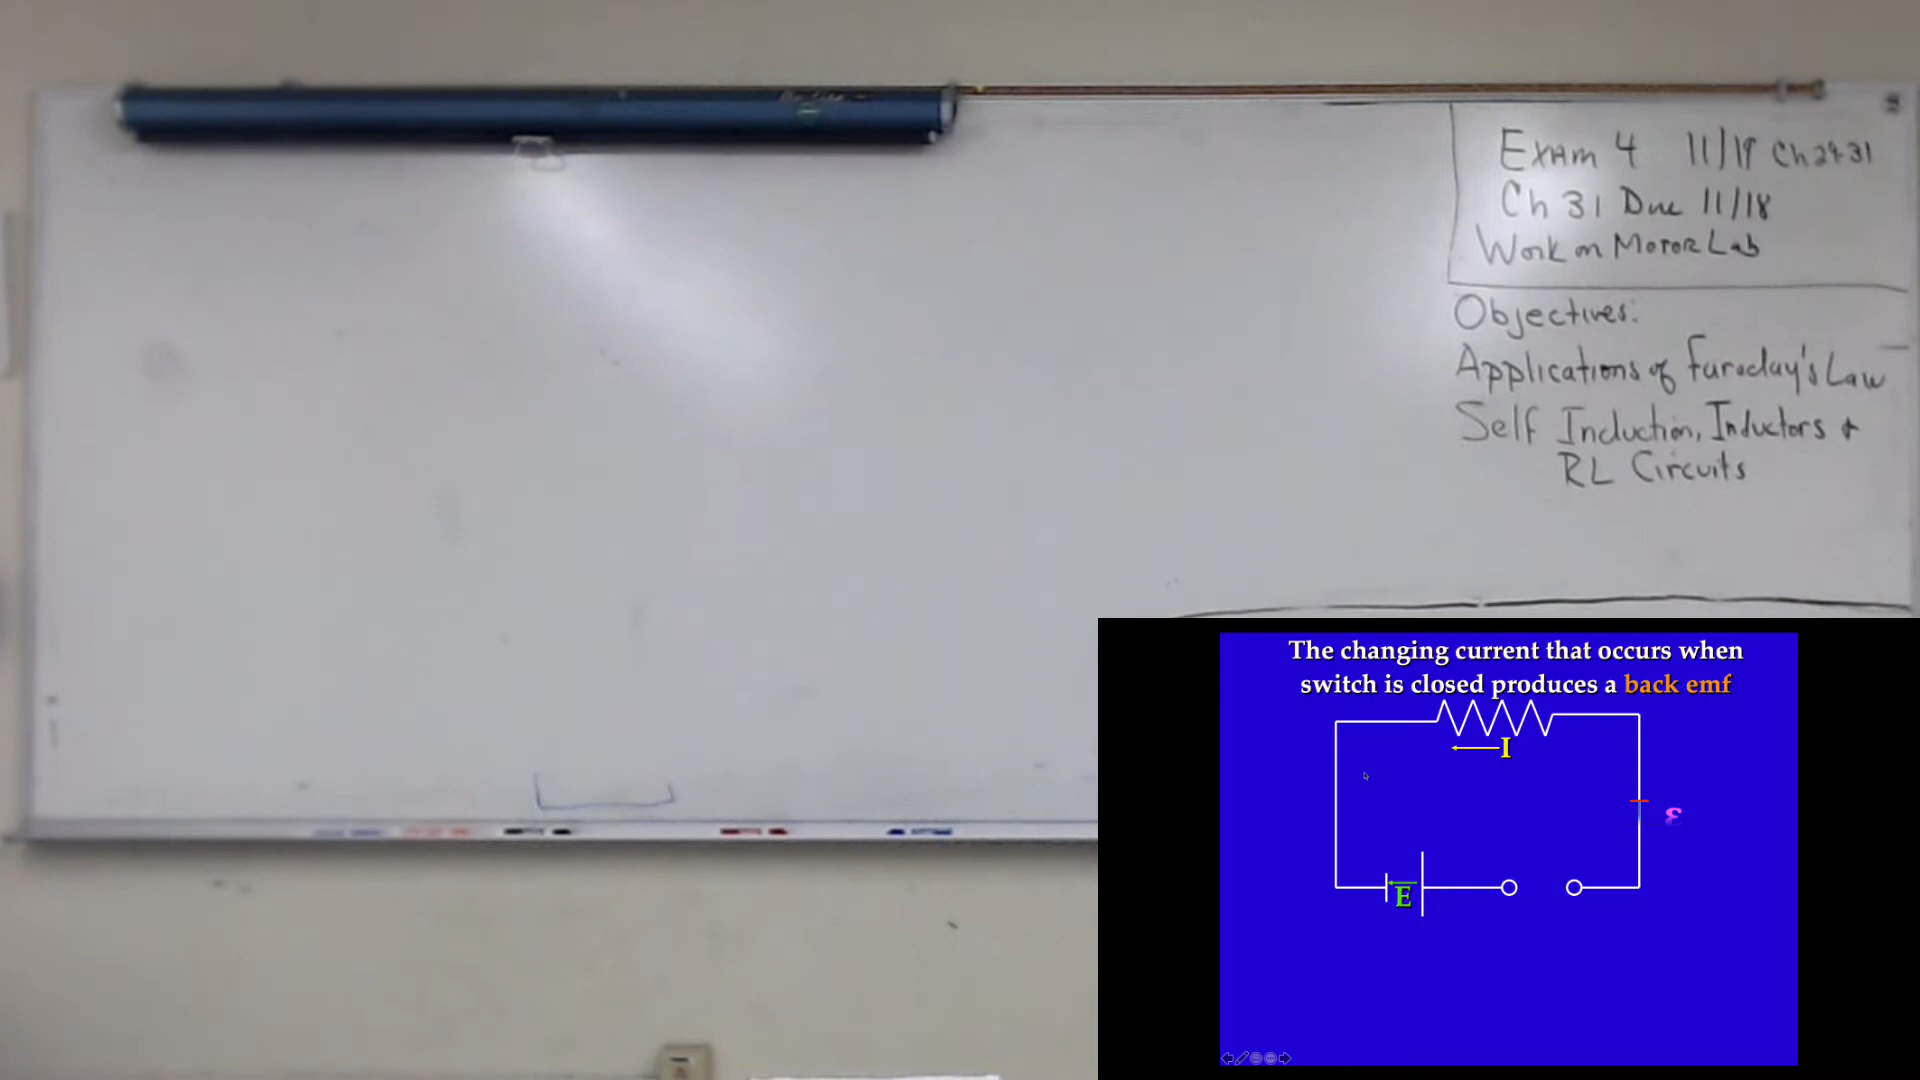 Exam 4 11/19 Ch 29-31
Ch 31 Due 11/18
Work on Motor Lab
Objectives:
Applications of Faraday's Law
Self Induction, Inductors &
RL Circuits
The changing current that occurs when
switch is closed produces a back emf
I
ε
E